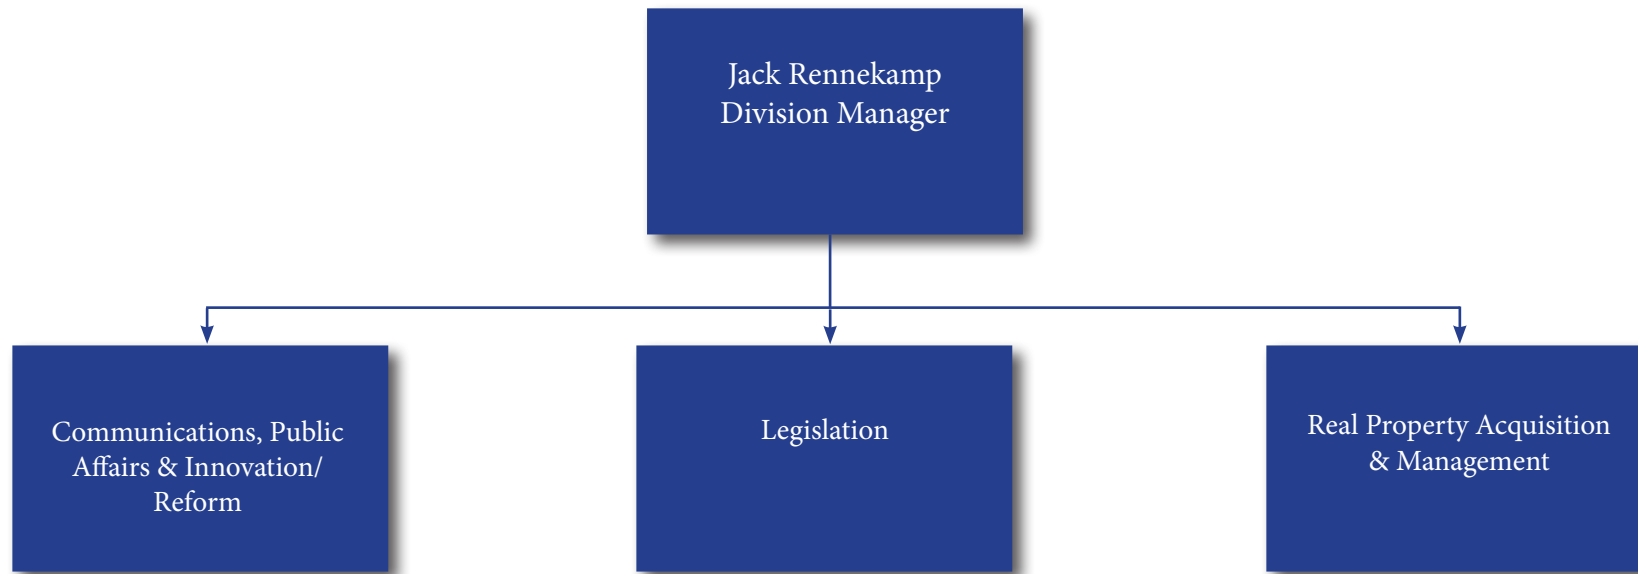 Jack Rennekamp
Division Manager
Communications, Public
Affairs & Innovation/
Reform
Legislation
Real Property Acquisition
& Management